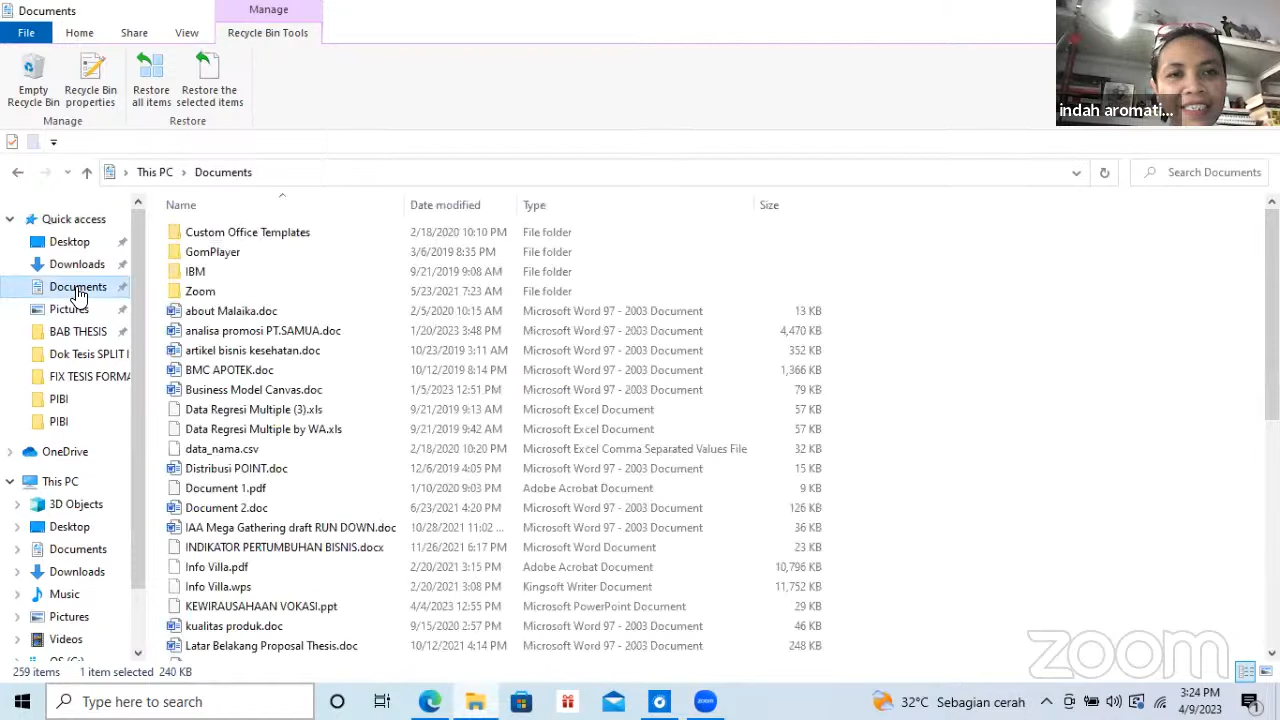 Documents
Manage
File
Home
Share
View
Recycle Bin Tools
Empty Recycle Bin
Recycle Bin properties
Restore all items
Restore the selected items
Manage
Restore
indah aromati...
This PC
Documents
Search Documents
Name
Date modified
Type
Size
Quick access
Desktop
Downloads
Documents
Pictures
BAB THESIS
Dok Tesis SPLIT I
FIX TESIS FORMA
PIBI
PIBI
OneDrive
This PC
3D Objects
Desktop
Documents
Downloads
Music
Pictures
Videos
Custom Office Templates 2/18/2020 10:10 PM File folder
GomPlayer 3/6/2019 8:35 PM File folder
IBM 9/21/2019 9:08 AM File folder
Zoom 5/23/2021 7:23 AM File folder
about Malaika.doc 2/5/2020 10:15 AM Microsoft Word 97 - 2003 Document 13 KB
analisa promosi PT.SAMUA.doc 1/20/2023 3:48 PM Microsoft Word 97 - 2003 Document 4,470 KB
artikel bisnis kesehatan.doc 10/23/2019 3:11 AM Microsoft Word 97 - 2003 Document 352 KB
BMC APOTEK.doc 10/12/2019 8:14 PM Microsoft Word 97 - 2003 Document 1,366 KB
Business Model Canvas.doc 1/5/2023 12:51 PM Microsoft Word 97 - 2003 Document 79 KB
Data Regresi Multiple (3).xls 9/21/2019 9:13 AM Microsoft Excel Document 57 KB
Data Regresi Multiple by WA.xls 9/21/2019 9:42 AM Microsoft Excel Document 57 KB
data_nama.csv 2/18/2020 10:20 PM Microsoft Excel Comma Separated Values File 32 KB
Distribusi POINT.doc 12/6/2019 4:05 PM Microsoft Word 97 - 2003 Document 15 KB
Document 1.pdf 1/10/2020 9:03 PM Adobe Acrobat Document 9 KB
Document 2.doc 6/23/2021 4:20 PM Microsoft Word 97 - 2003 Document 126 KB
IAA Mega Gathering draft RUN DOWN.doc 10/28/2021 11:02 ... Microsoft Word 97 - 2003 Document 36 KB
INDIKATOR PERTUMBUHAN BISNIS.docx 11/26/2021 6:17 PM Microsoft Word Document 23 KB
Info Villa.pdf 2/20/2021 3:15 PM Adobe Acrobat Document 10,796 KB
Info Villa.wps 2/20/2021 3:08 PM Kingsoft Writer Document 11,752 KB
KEWIRAUSAHAAN VOKASI.ppt 4/4/2023 12:55 PM Microsoft PowerPoint Document 29 KB
kualitas produk.doc 9/15/2020 2:57 PM Microsoft Word 97 - 2003 Document 46 KB
Latar Belakang Proposal Thesis.doc 10/12/2021 4:14 PM Microsoft Word 97 - 2003 Document 248 KB
zoom
259 items 1 item selected 240 KB
Type here to search
zoom
32°C Sebagian cerah
3:24 PM
4/9/2023
1